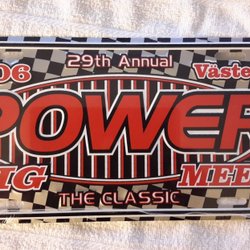 29th Annual
06 Väste
POWER
IG MEE
THE CLASSIC